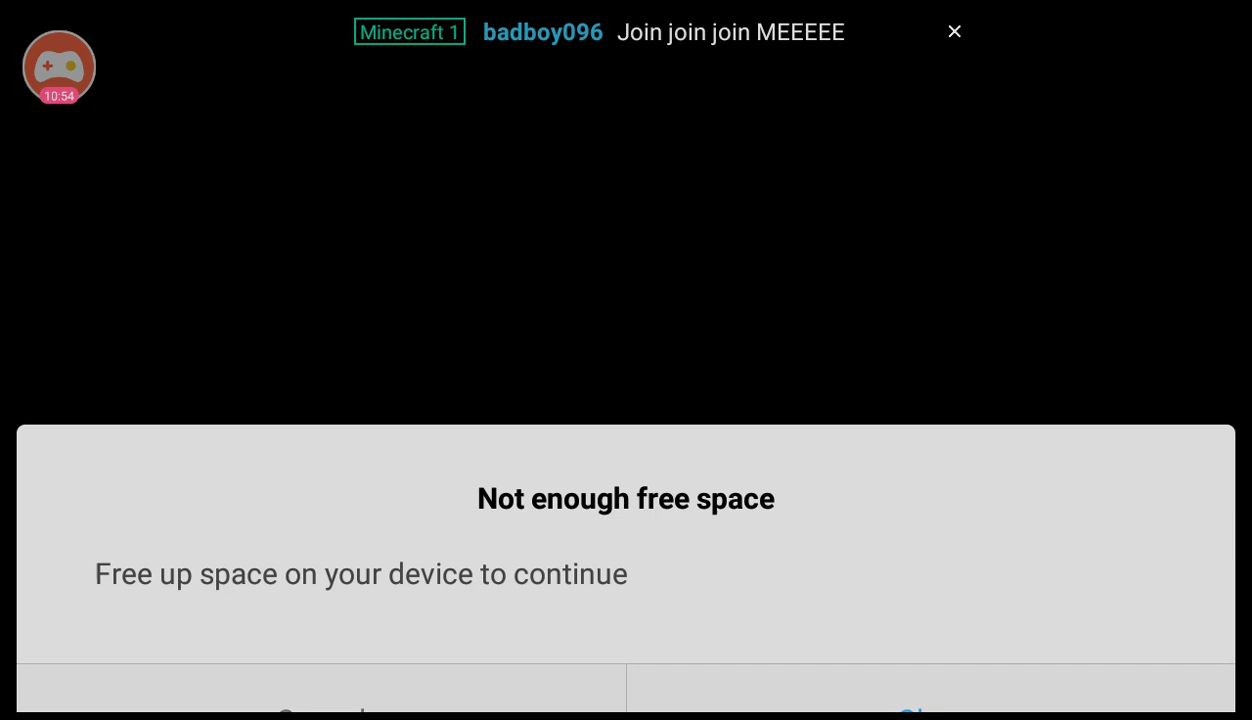 Minecraft 1 badboy096 Join join join MEEEEE
10:54
Not enough free space
Free up space on your device to continue